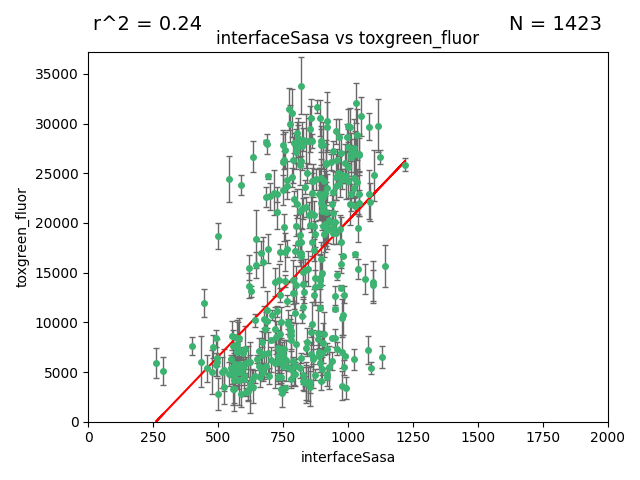 r^2 = 0.24
N = 1423
interfaceSasa vs toxgreen_fluor
35000
30000
25000
20000
15000
10000
5000
0
toxgreen_fluor
0 250 500 750 1000 1250 1500 1750 2000
interfaceSasa